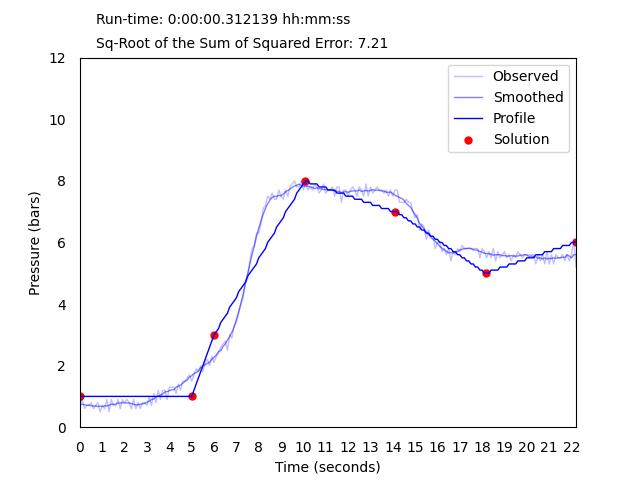 Run-time: 0:00:00.312139 hh:mm:ss
Sq-Root of the Sum of Squared Error: 7.21
12
10
8
6
4
2
0
Pressure (bars)
Observed
Smoothed
Profile
Solution
0 1 2 3 4 5 6 7 8 9 10 11 12 13 14 15 16 17 18 19 20 21 22
Time (seconds)